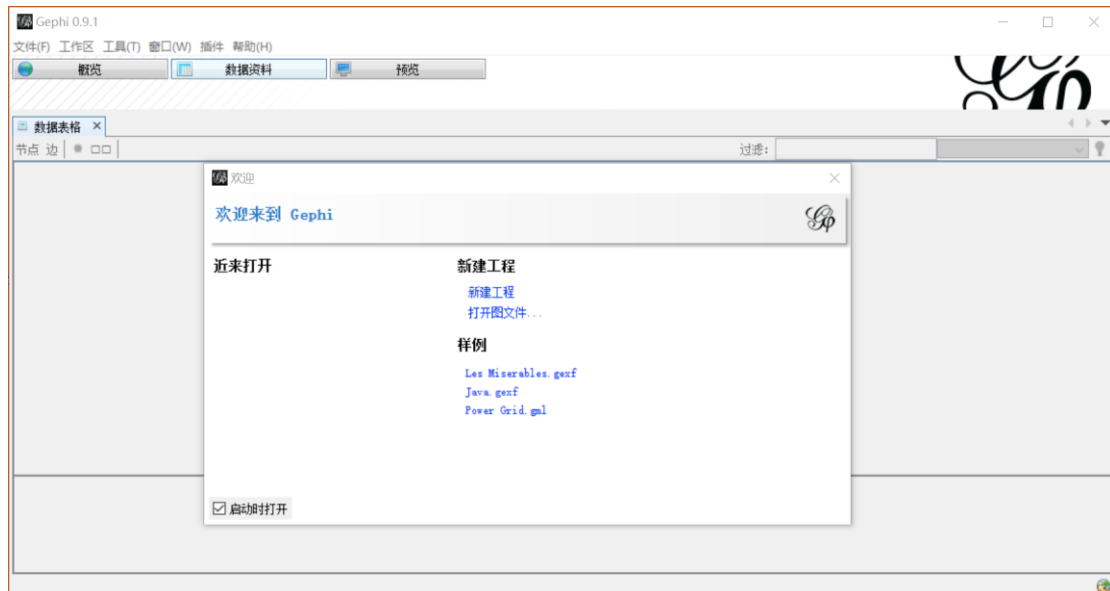 Gephi 0.9.1
文件(F) 工作区 工具(T) 窗口(W) 插件 帮助(H)
概览 数据资料 预览
数据表格
节点 边 过滤:
欢迎
欢迎来到 Gephi
近来打开
新建工程
新建工程
打开图文件...
样例
Les Miserables.gexf
Java.gexf
Power Grid.gml
启动时打开